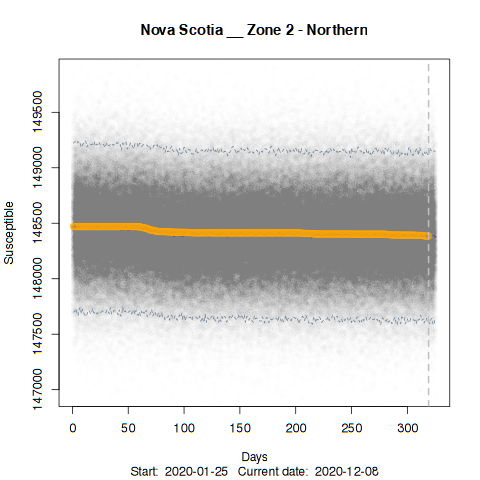 Nova Scotia __ Zone 2 - Northern
149500
149000
148500
148000
147500
147000
Susceptible
0 50 100 150 200 250 300
Days
Start: 2020-01-25 Current date: 2020-12-08